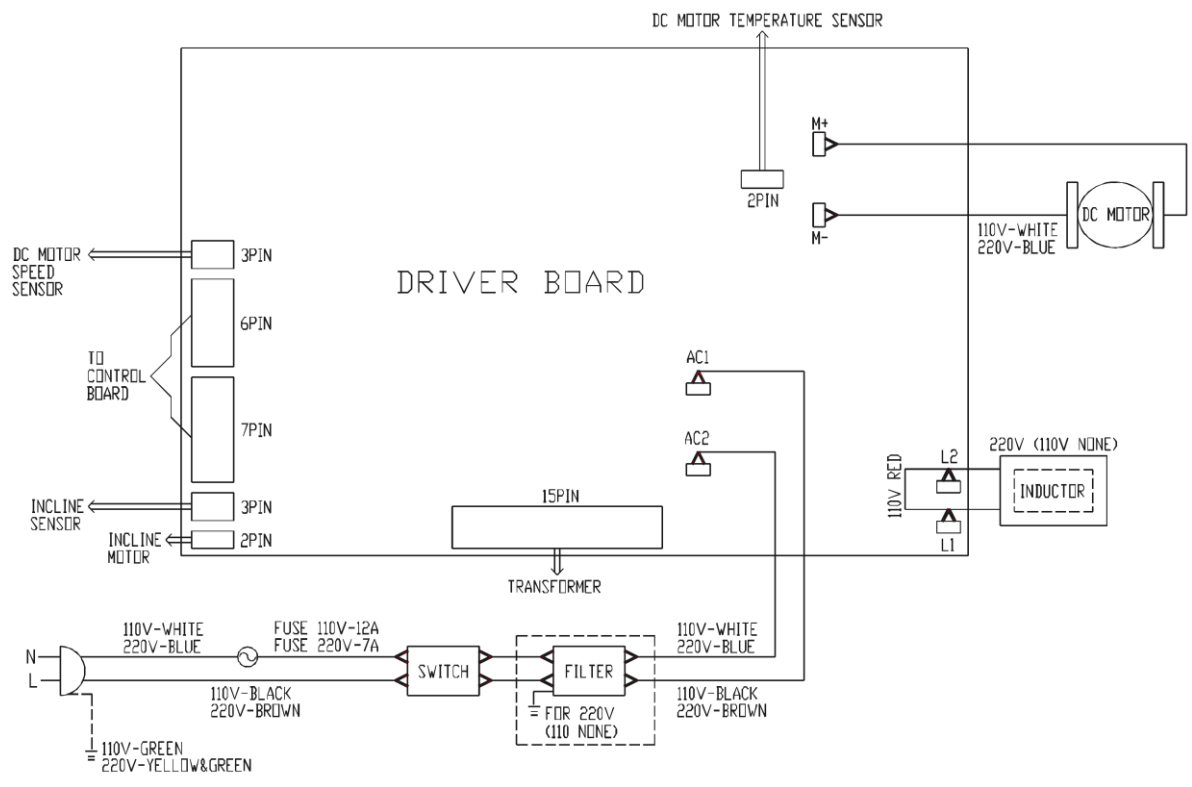 DC MOTOR TEMPERATURE SENSOR
M+
2PIN
M-
DC MOTOR
110V-WHITE
220V-BLUE
DC MOTOR
SPEED
SENSOR
3PIN
DRIVER BOARD
6PIN
TO
CONTROL
BOARD
7PIN
AC1
AC2
220V (110V NONE)
L2
110V RED
INDUCTOR
L1
15PIN
INCLINE
SENSOR
3PIN
INCLINE
MOTOR
2PIN
TRANSFORMER
110V-WHITE
220V-BLUE
FUSE 110V-12A
FUSE 220V-7A
110V-WHITE
220V-BLUE
N
L
SWITCH
FILTER
110V-BLACK
220V-BROWN
FOR 220V
(110 NONE)
110V-BLACK
220V-BROWN
110V-GREEN
220V-YELLOW&GREEN